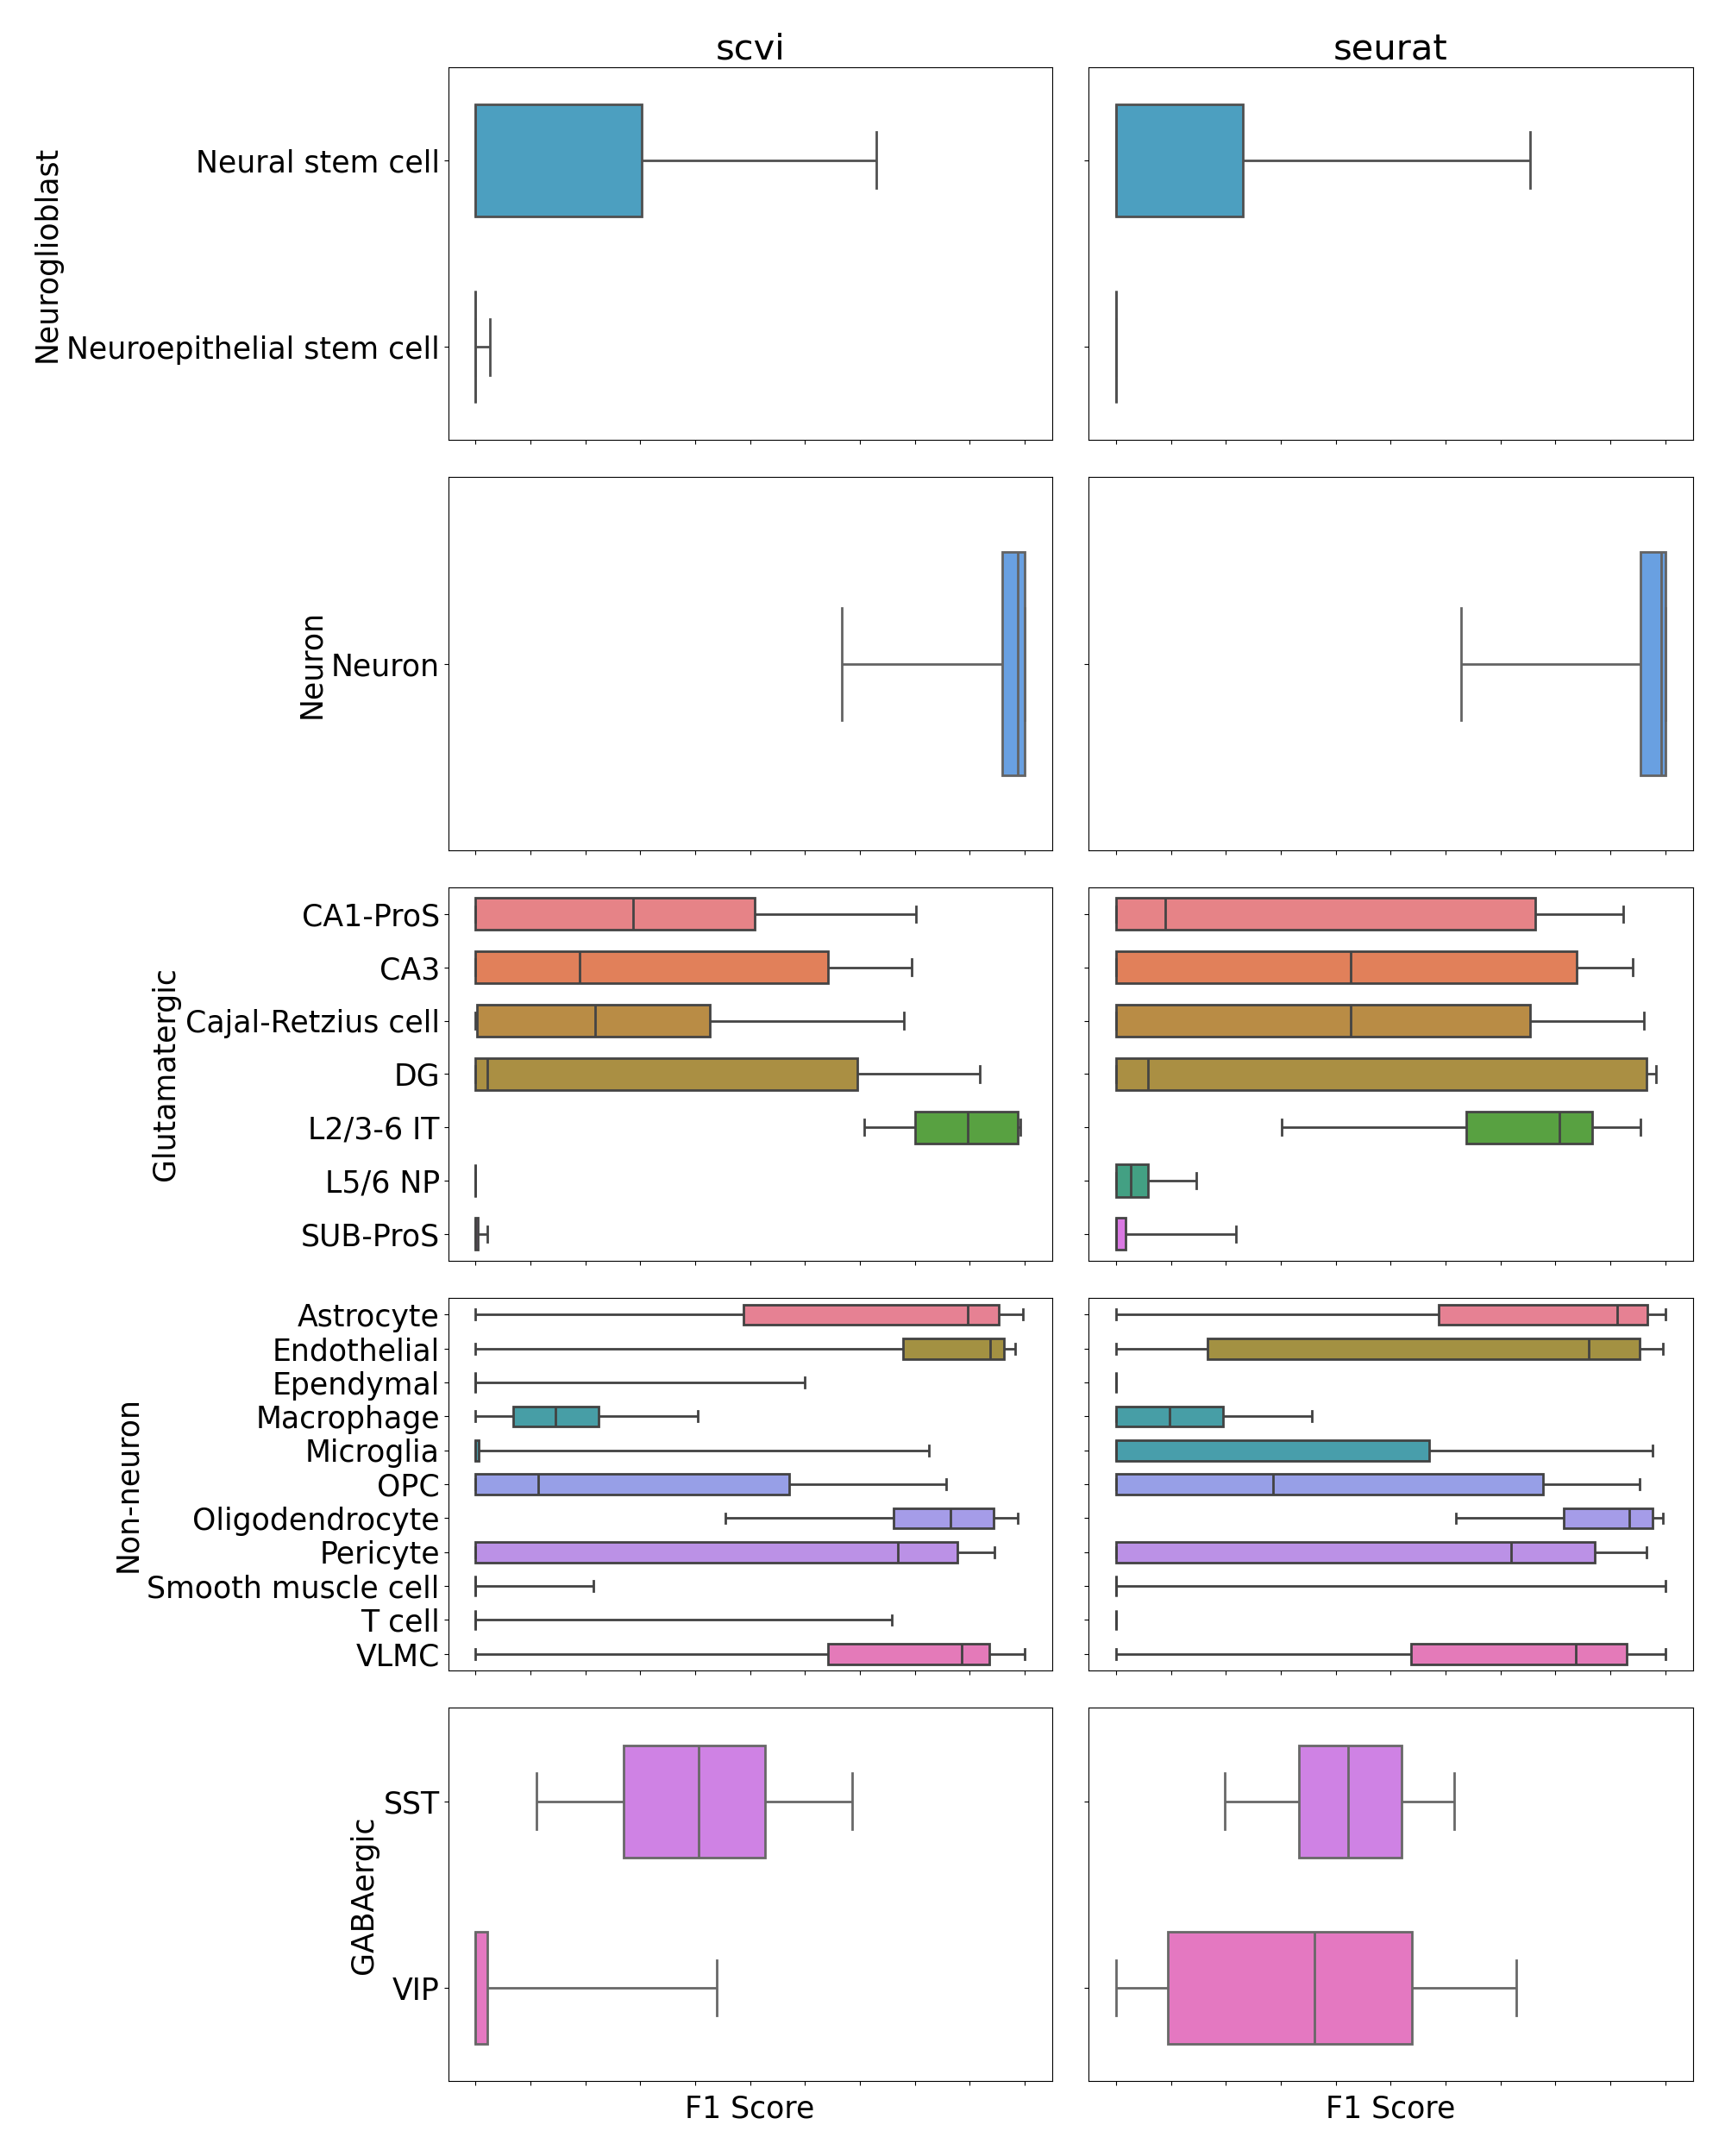 scvi
seurat
Neuroglioblast
Neural stem cell
Neuroepithelial stem cell
Neuron
Neuron
Glutamatergic
CA1-ProS
CA3
Cajal-Retzius cell
DG
L2/3-6 IT
L5/6 NP
SUB-ProS
Non-neuron
Astrocyte
Endothelial
Ependymal
Macrophage
Microglia
OPC
Oligodendrocyte
Pericyte
Smooth muscle cell
T cell
VLMC
GABAergic
SST
VIP
F1 Score
F1 Score